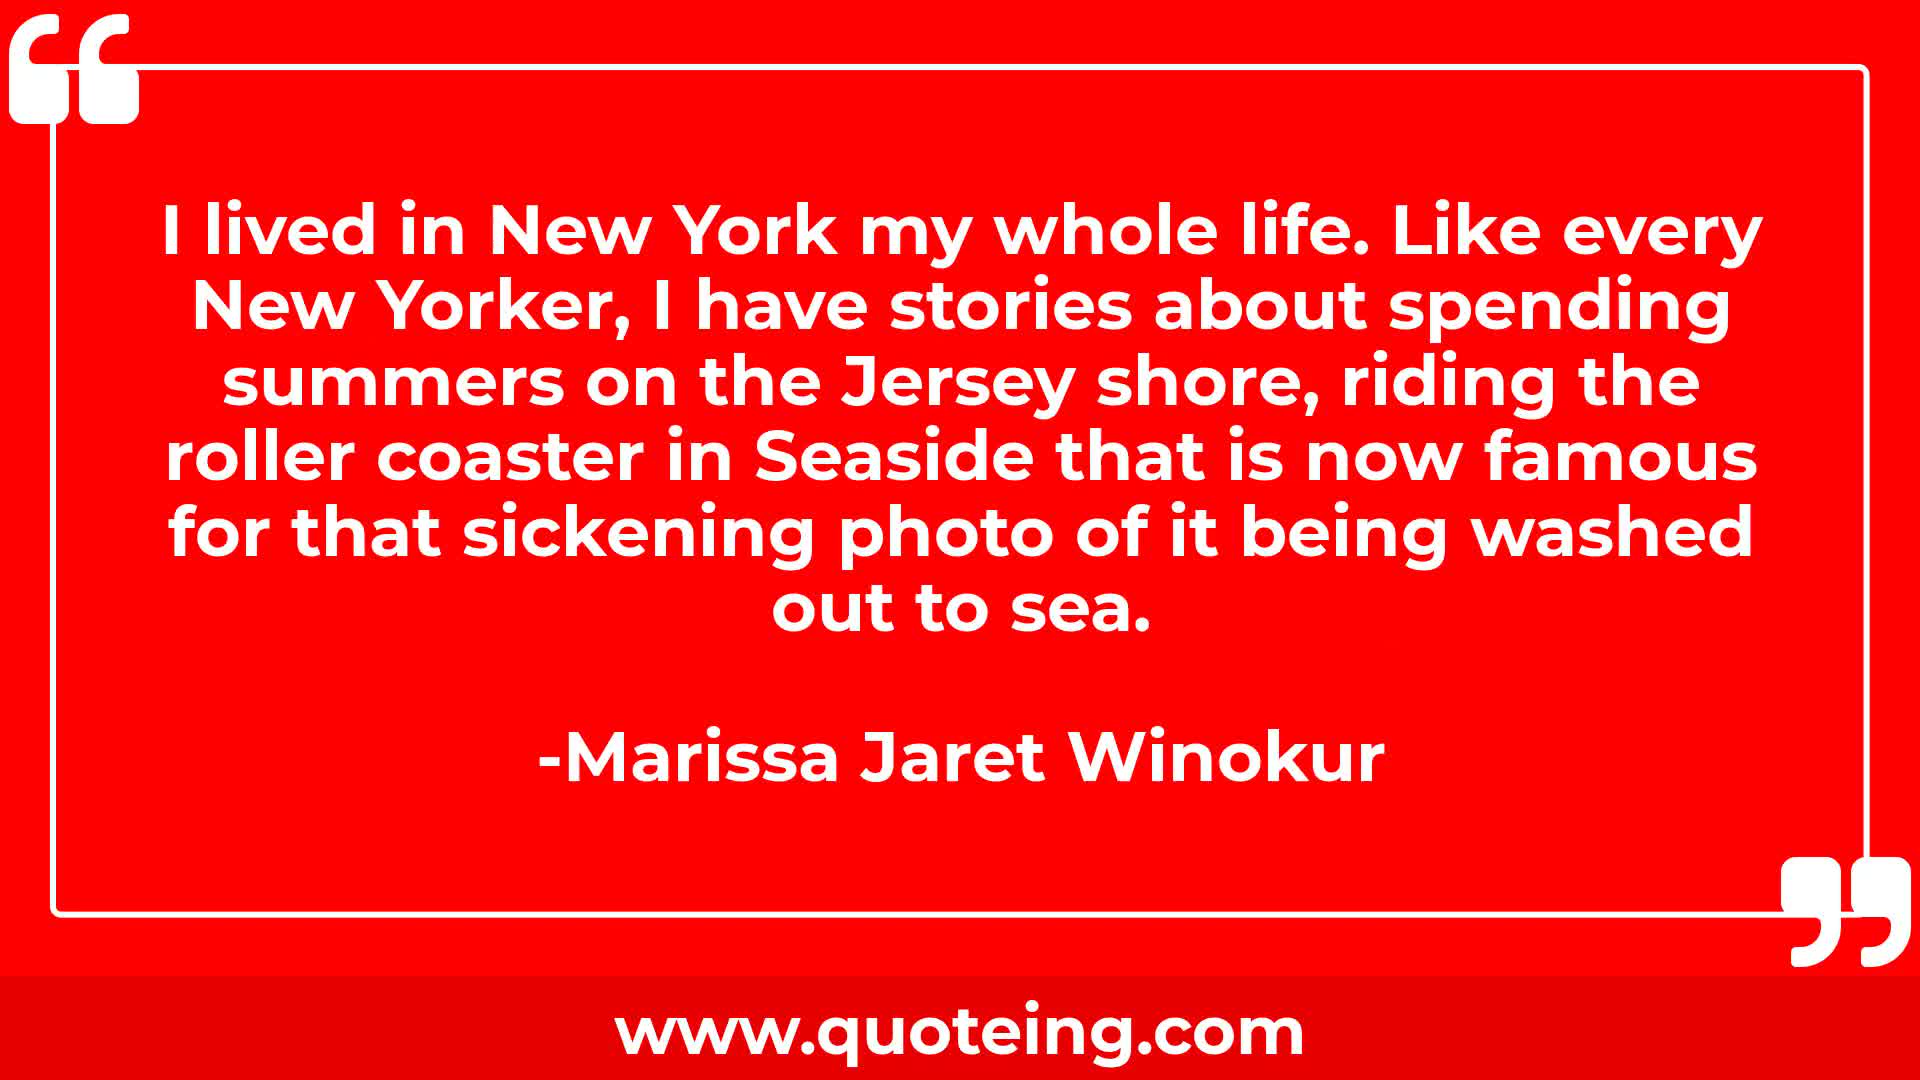 I lived in New York my whole life. Like every
New Yorker, I have stories about spending
summers on the Jersey shore, riding the
roller coaster in Seaside that is now famous
for that sickening photo of it being washed
out to sea.
-Marissa Jaret Winokur
www.quoteing.com